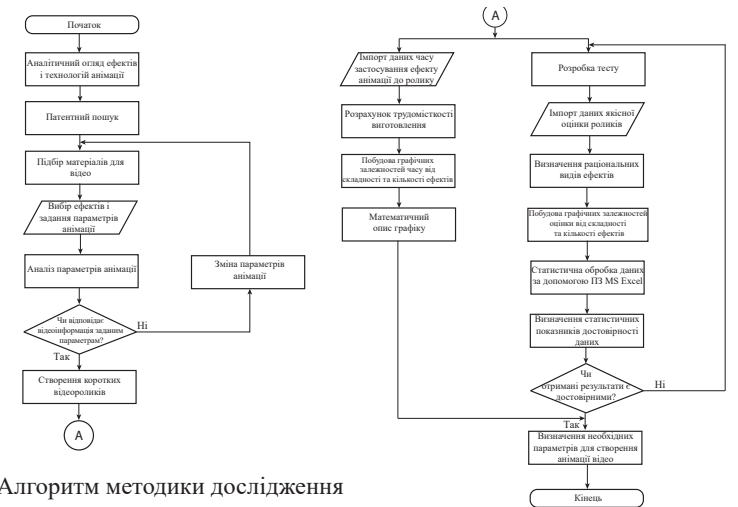 Початок
Аналітичний огляд ефектів
і технологій анімації
Патентний пошук
Підбір матеріалів для
відео
Вибір ефектів і
задання параметрів
анімації
Аналіз параметрів анімації
Зміна параметрів
анімації
Чи відповідає
відеоінформація заданим
параметрам?
Ні
Так
Створення коротких
відеороликів
А
А
Імпорт даних часу
застосування ефекту
анімації до ролику
Розрахунок трудомісткості
виготовлення
Побудова графічних
залежностей часу від
складності та кількості ефектів
Математичний
опис графіку
Розробка тесту
Імпорт даних якісної
оцінки роликів
Визначення раціональних
видів ефектів
Побудова графічних залежностей
оцінки від складності
та кількості ефектів
Статистична обробка даних
за допомогою ПЗ MS Excel
Визначення статистичних
показників достовірності
даних
Чи
отримані результати є
достовірними?
Ні
Так
Визначення необхідних
параметрів для створення
анімації відео
Кінець
Алгоритм методики дослідження